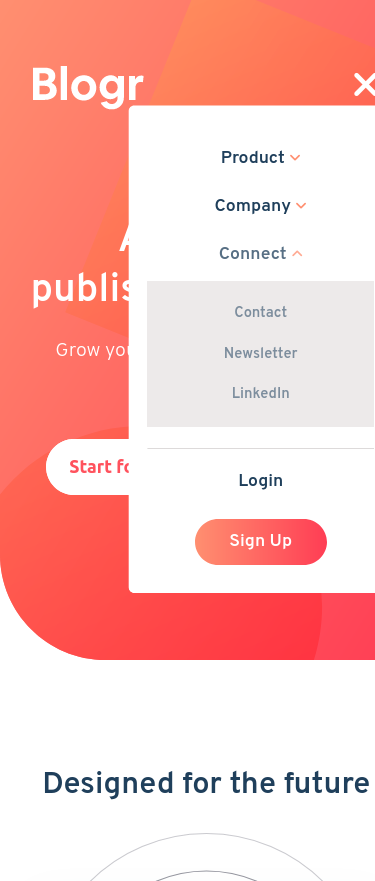 Blogr
Product
Company
Connect
Contact
Newsletter
LinkedIn
Login
Sign Up
A
publis
Grow you
Start fo
Designed for the future